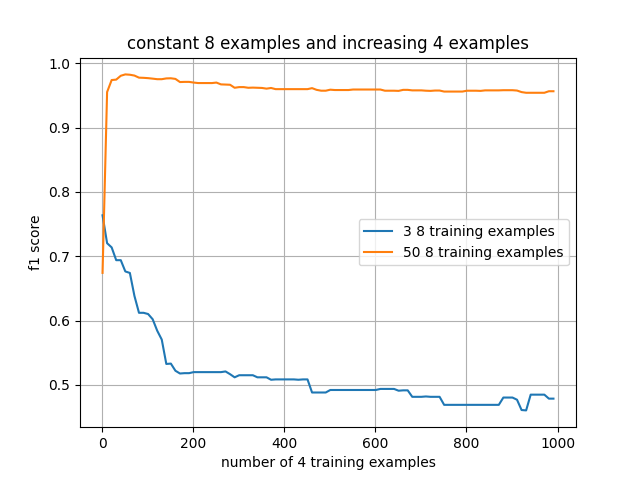 constant 8 examples and increasing 4 examples
1.0
0.9
0.8
0.7
0.6
0.5
f1 score
3 8 training examples
50 8 training examples
0 200 400 600 800 1000
number of 4 training examples